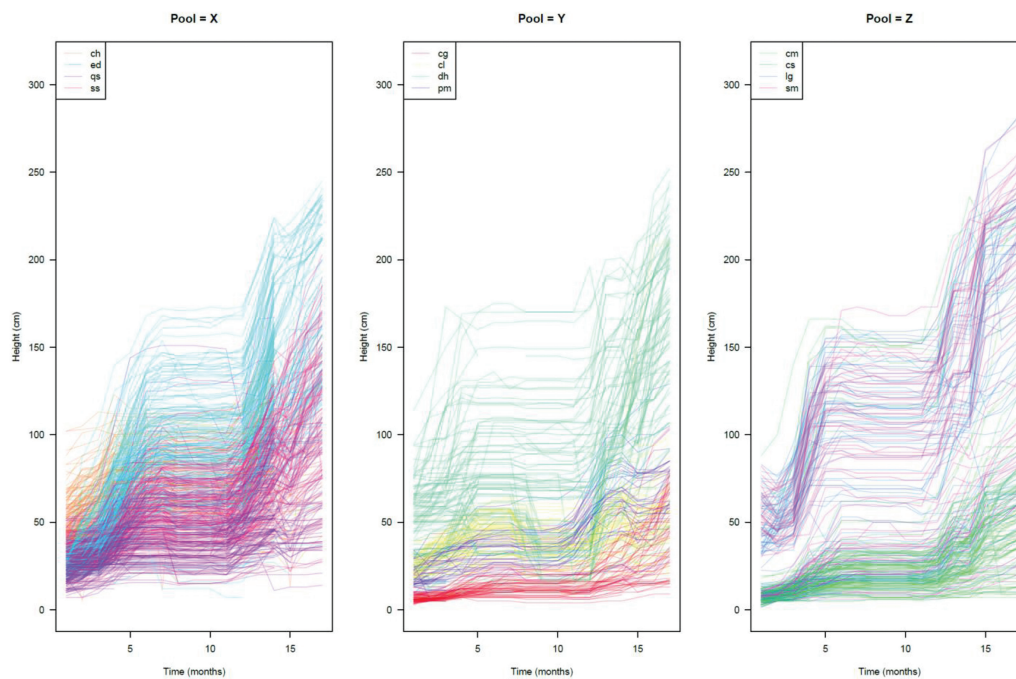 Pool = X
ch
ed
qs
ss
300
250
200
150
100
50
0
Height (cm)
5 10 15
Time (months)
Pool = Y
cg
cl
dh
pm
300
250
200
150
100
50
0
Height (cm)
5 10 15
Time (months)
Pool = Z
cm
cs
lg
sm
300
250
200
150
100
50
0
Height (cm)
5 10 15
Time (months)